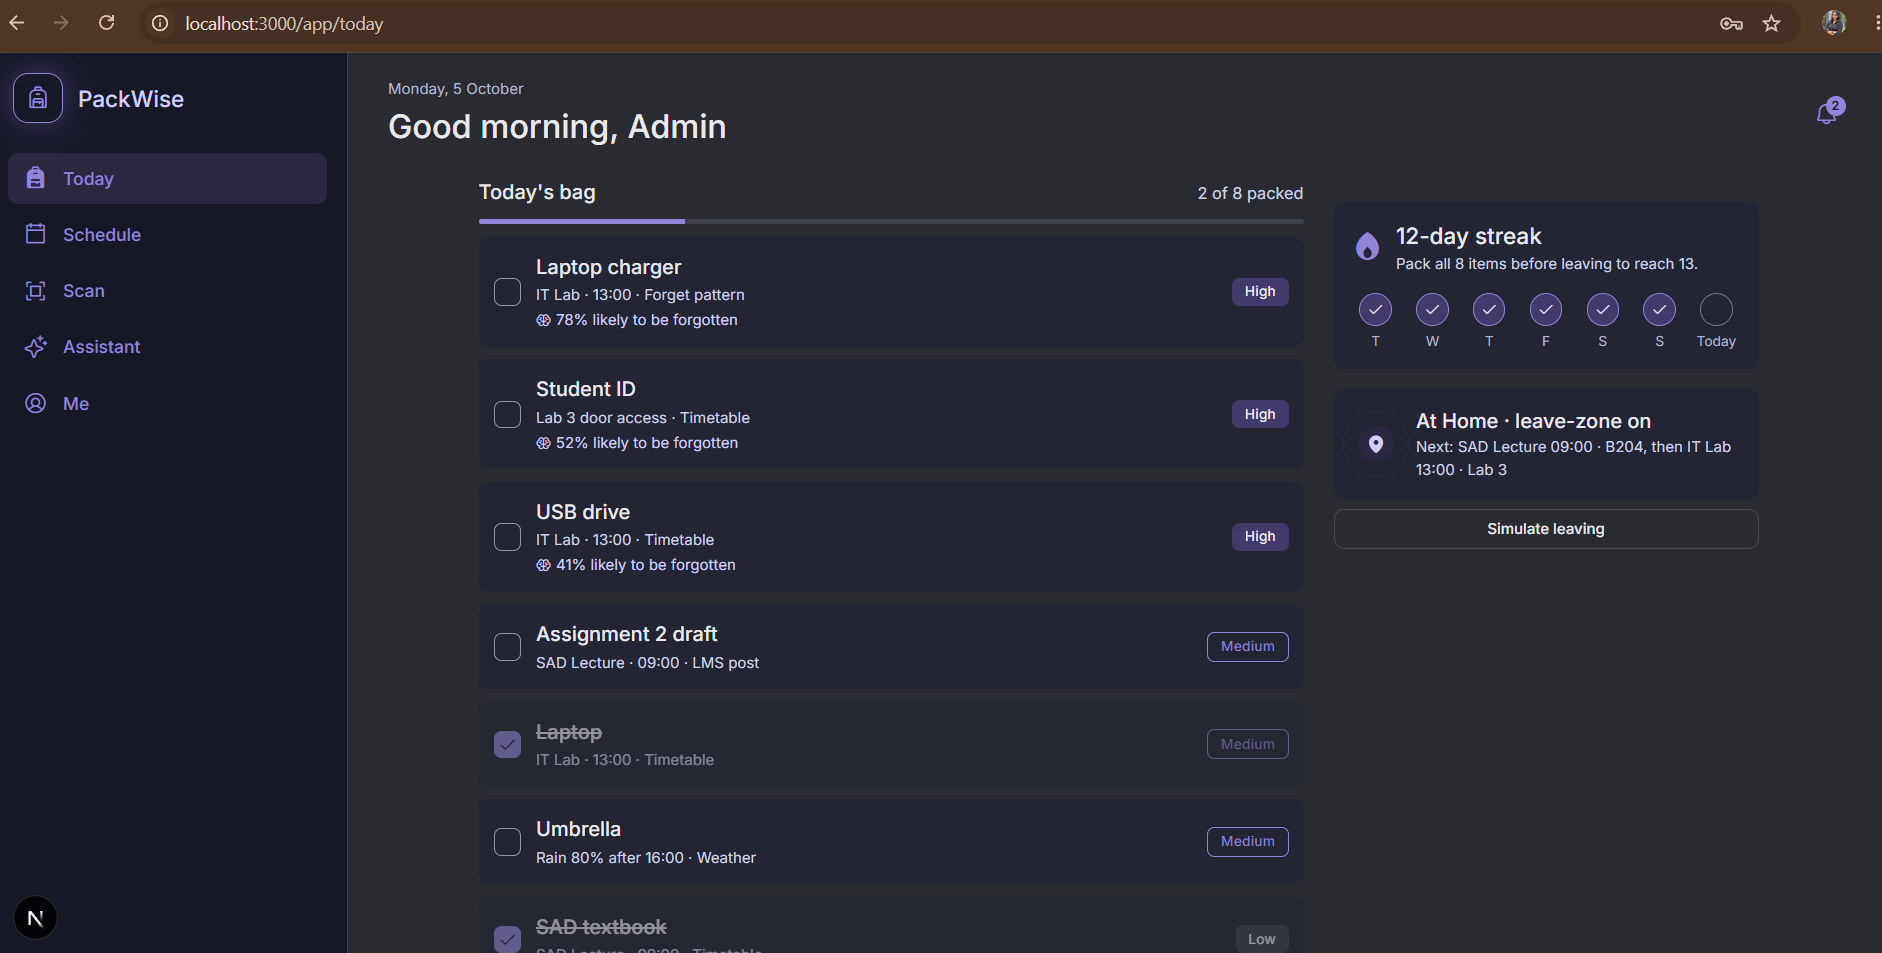 localhost:3000/app/today
PackWise
Today
Schedule
Scan
Assistant
Me
N
Monday, 5 October
Good morning, Admin
2
Today's bag
2 of 8 packed
Laptop charger
IT Lab · 13:00 · Forget pattern
78% likely to be forgotten
High
Student ID
Lab 3 door access · Timetable
52% likely to be forgotten
High
USB drive
IT Lab · 13:00 · Timetable
41% likely to be forgotten
High
Assignment 2 draft
SAD Lecture · 09:00 · LMS post
Medium
Laptop
IT Lab · 13:00 · Timetable
Medium
Umbrella
Rain 80% after 16:00 · Weather
Medium
SAD textbook
SAD Lecture · 09:00 · Timetable
Low
12-day streak
Pack all 8 items before leaving to reach 13.
T W T F S S Today
At Home · leave-zone on
Next: SAD Lecture 09:00 · B204, then IT Lab
13:00 · Lab 3
Simulate leaving